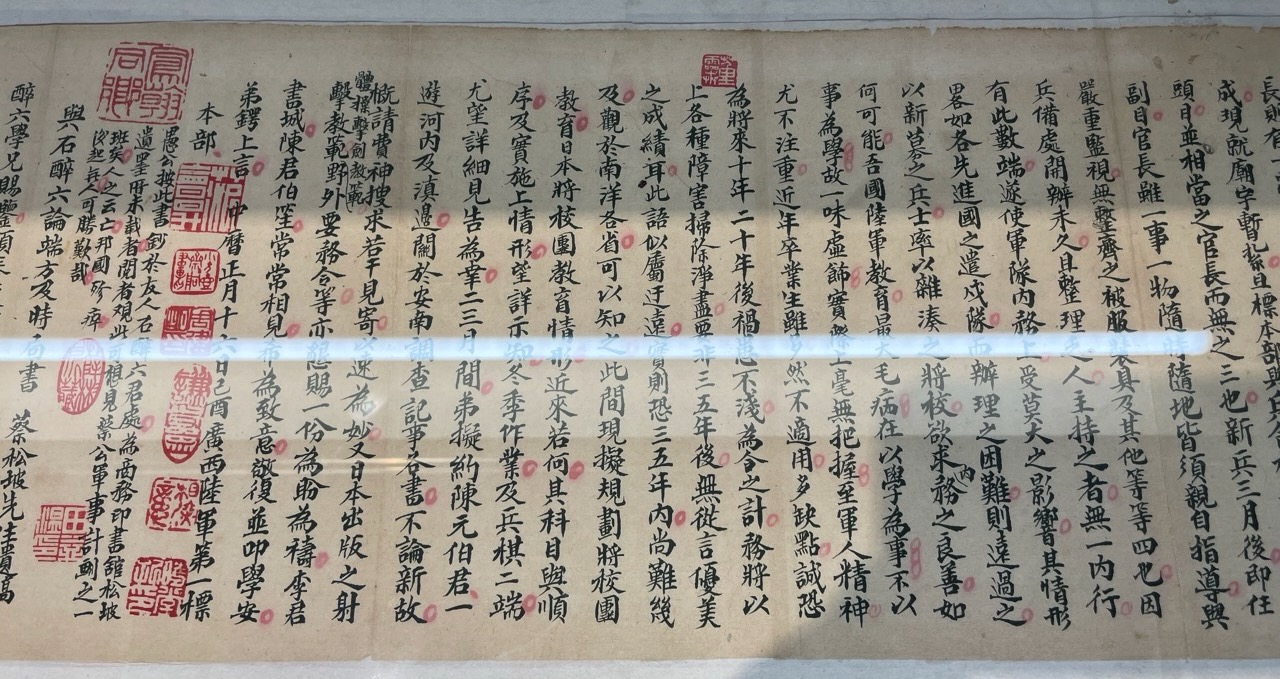 長則有
成現就廟宇暫紮且標本部與兵
頭目並相當之官長而無之三也新兵三月後即任
副目官長雖一事一物隨時隨地皆須親自指導與
嚴重監視無整齊之被服裝具及其他等等四也因
兵備處開辦未久且整理之人主持之者無一內行
有此數端遂使軍隊內務上受莫大之影響其情形
畧如各先進國之遣戍隊而辦理之困難則遠過之
以新募之兵士率以雜湊之將校欲求內務之良善如
何可能吾國陸軍教育最大毛病在以學為事不以
事為學故一味虛飾實際上毫無把握至軍人精神
尤不注重近年卒業生雖多然不適用多缺點誠恐
為將來十年二十年後禍患不淺為今之計務將以
上各種障害掃除淨盡要非三五年後無從言優美
之成績耳此語似屬迂遠實則恐三五年內尚難幾
及觀於南洋各省可以知之此間現擬規劃將校團
教育日本將校團教育情形近來若何其科目與順
序及實施上情形望詳示知冬季作業及兵棋二端
尤望詳細見告為幸二三日間弟擬約陳元伯君一
遊河內及滇邊關於安南調查記事各書不論新故
概請費神搜求若干見寄愈速為妙又日本出版之射
體操擊劍教範
擊教範野外要務令等亦懇賜一份為盼為禱李君
書城陳君伯笙常常相見希為致意敬復並叩學安
弟鍔上言 中曆正月十六日己酉廣西陸軍第一標
本部
愚公按此書鈔於友人石醉六君處為商務印書館松坡
遺墨所未載者閱者觀此可想見蔡公軍事計劃之一
班矣人之云亡邦國殄瘁
後死者無人可勝歎哉
與石醉六論端方及時局書 蔡松坡先生遺寫
醉六學兄賜鑒